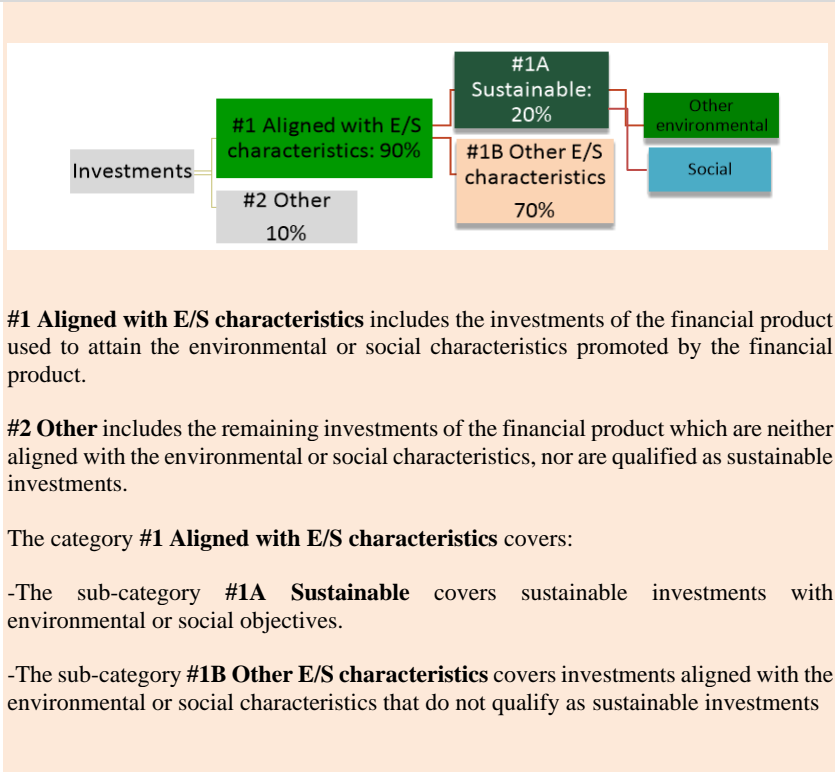 #1A
Sustainable:
20%
Other
environmental
#1 Aligned with E/S
characteristics: 90%
#1B Other E/S
characteristics
70%
Social
Investments
#2 Other
10%
#1 Aligned with E/S characteristics includes the investments of the financial product
used to attain the environmental or social characteristics promoted by the financial
product.
#2 Other includes the remaining investments of the financial product which are neither
aligned with the environmental or social characteristics, nor are qualified as sustainable
investments.
The category #1 Aligned with E/S characteristics covers:
-The sub-category #1A Sustainable covers sustainable investments with
environmental or social objectives.
-The sub-category #1B Other E/S characteristics covers investments aligned with the
environmental or social characteristics that do not qualify as sustainable investments